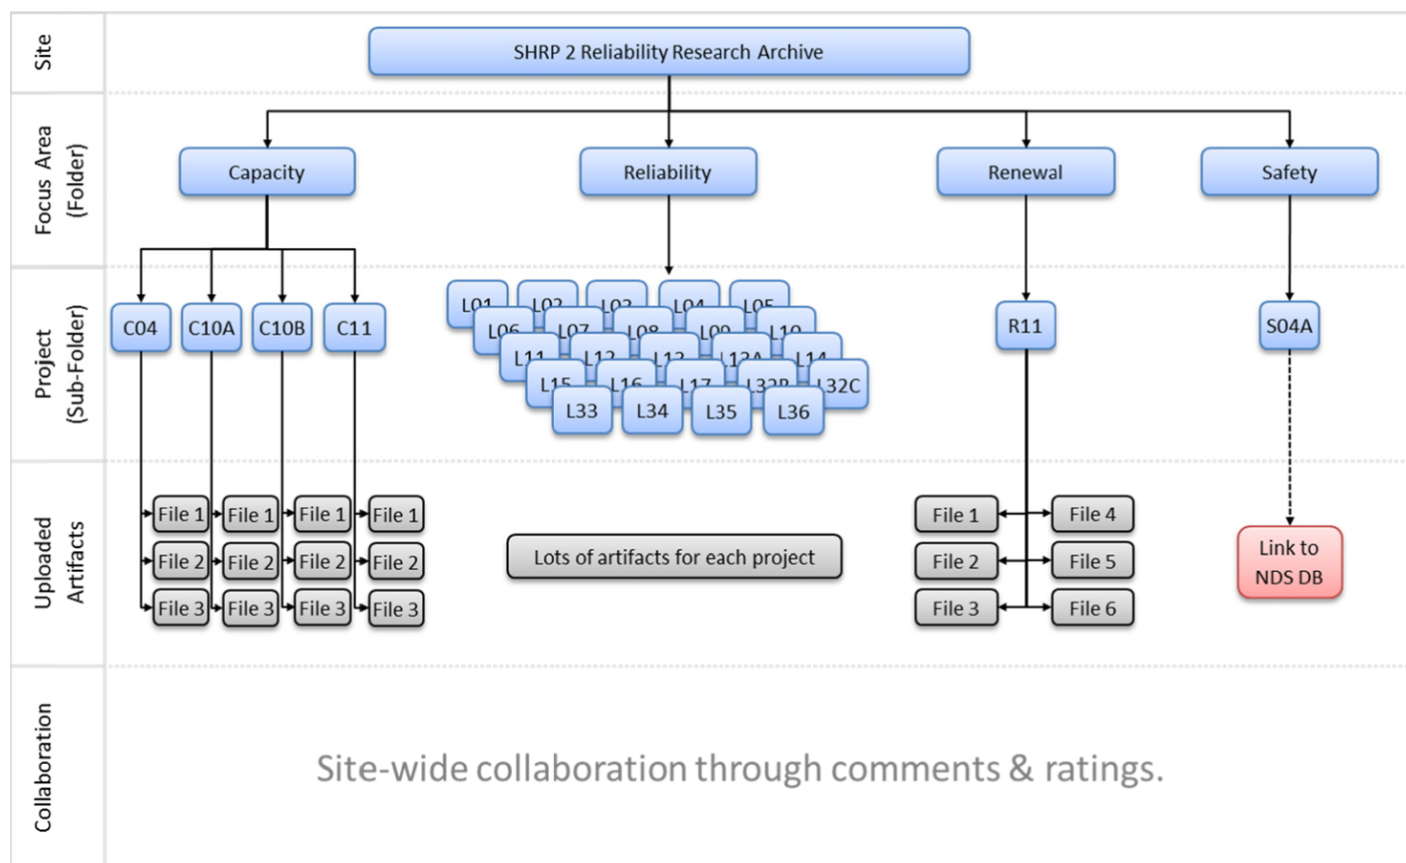 Site
SHRP 2 Reliability Research Archive
Focus Area
(Folder)
Capacity
Reliability
Renewal
Safety
Project
(Sub-Folder)
C04
C10A
C10B
C11
L01
L02
L03
L04
L05
L06
L07
L08
L09
L10
L11
L12
L13
L13A
L14
L15
L16
L17
L32B
L32C
L33
L34
L35
L36
R11
S04A
Uploaded
Artifacts
File 1
File 1
File 1
File 1
File 2
File 2
File 2
File 2
File 3
File 3
File 3
File 3
Lots of artifacts for each project
File 1
File 4
File 2
File 5
File 3
File 6
Link to
NDS DB
Collaboration
Site-wide collaboration through comments & ratings.